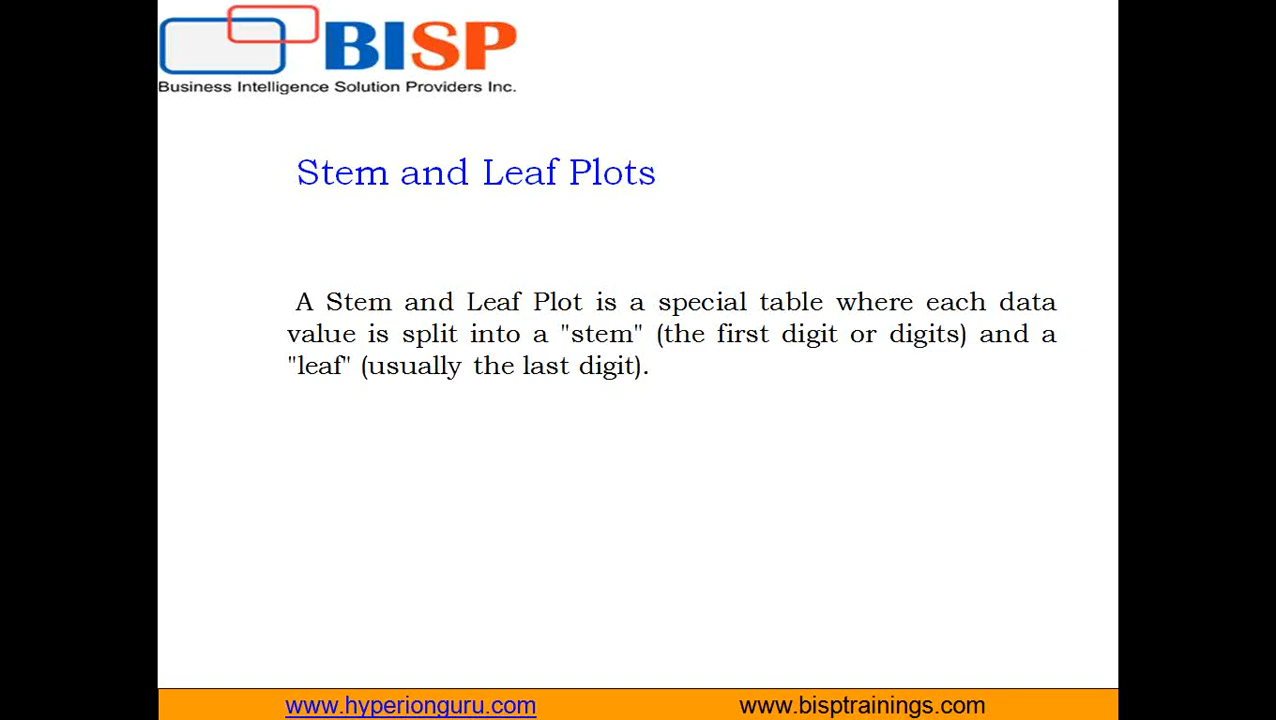 BISP
Business Intelligence Solution Providers Inc.
Stem and Leaf Plots
A Stem and Leaf Plot is a special table where each data
value is split into a "stem" (the first digit or digits) and a
"leaf" (usually the last digit).
www.hyperionguru.com
www.bisptrainings.com